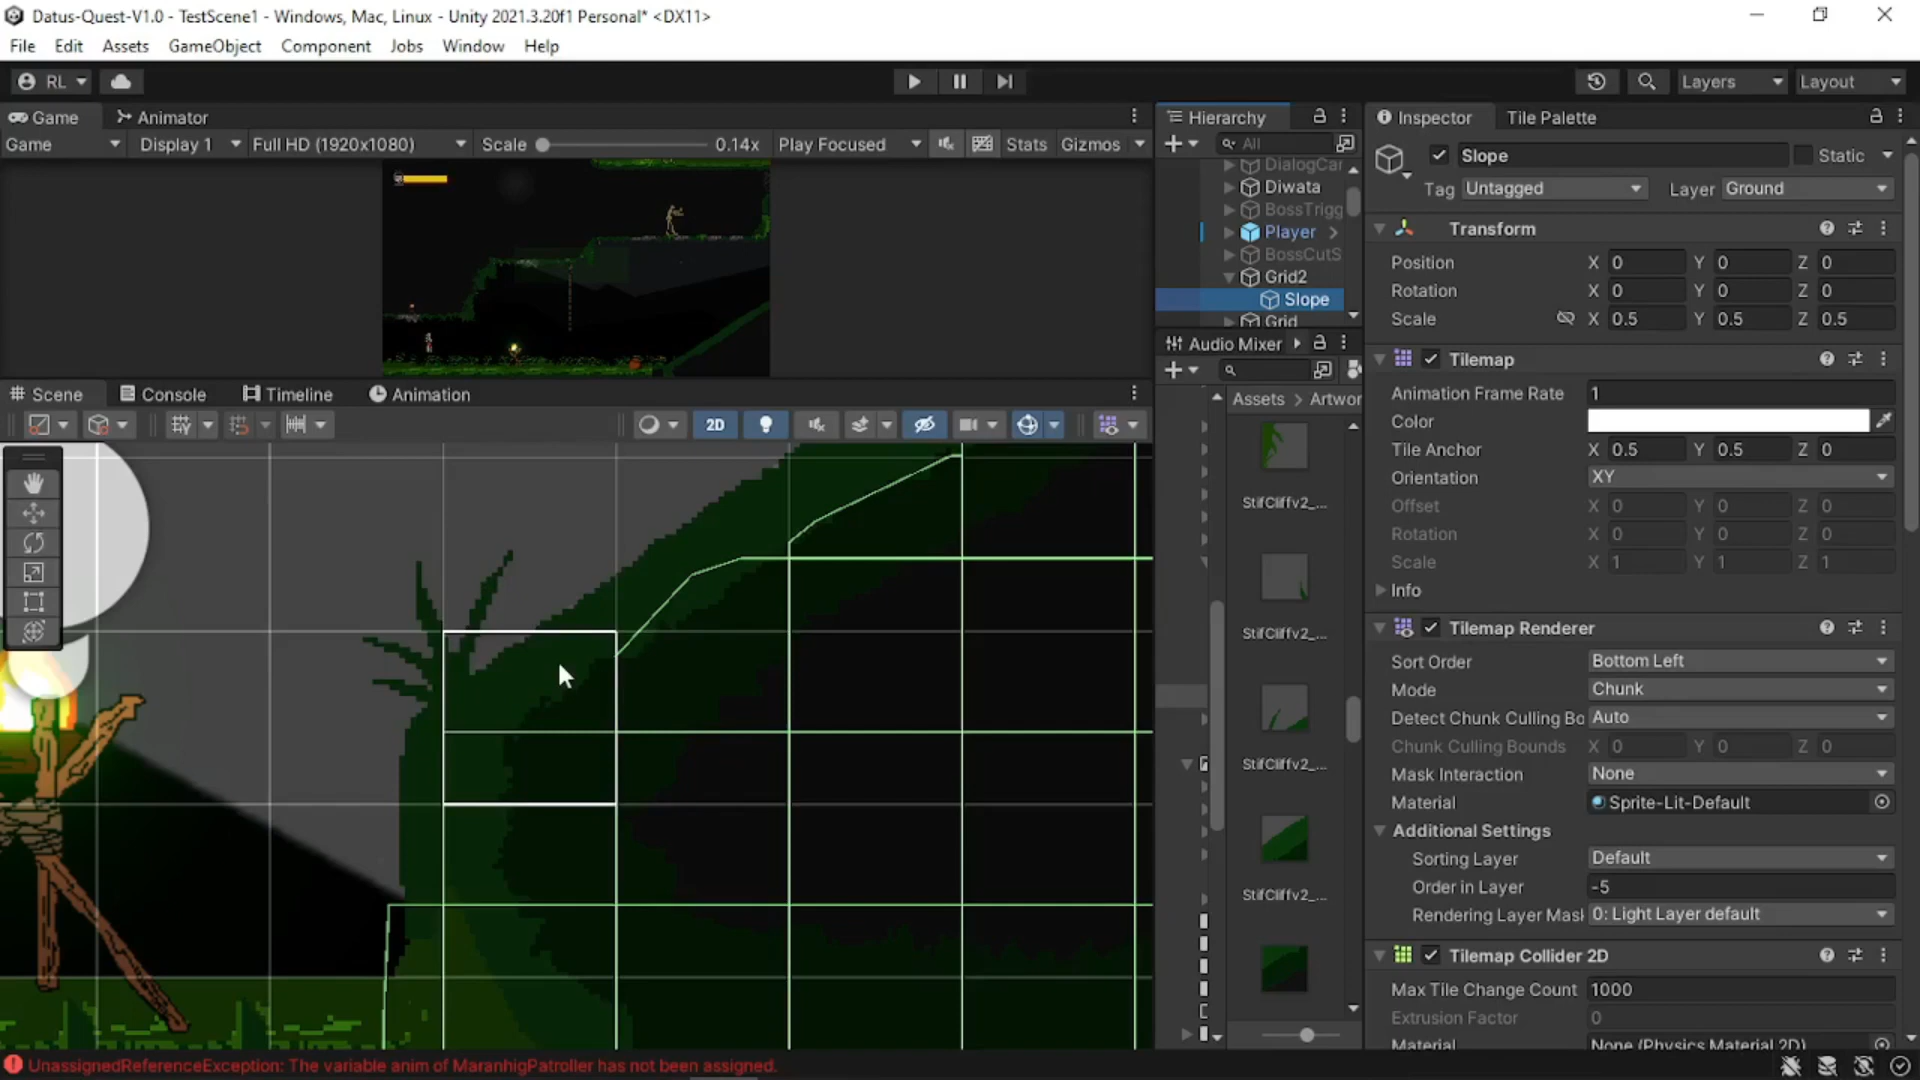 Datus-Quest-V1.0 - TestScene1 - Windows, Mac, Linux - Unity 2021.3.20f1 Personal* <DX11>
File Edit Assets GameObject Component Jobs Window Help
RL Layers Layout
Game Animator
Game Display 1 Full HD (1920x1080) Scale 0.14x Play Focused Stats Gizmos
Scene Console Timeline Animation
2D
Hierarchy
All
DialogCar
Diwata
BossTrigg
Player
BossCutS
Grid2
Slope
Grid
Audio Mixer
Assets > Artwor
StifCliffv2_...
StifCliffv2_...
StifCliffv2_...
StifCliffv2_...
Inspector Tile Palette
Slope Static
Tag Untagged Layer Ground
Transform
Position X 0 Y 0 Z 0
Rotation X 0 Y 0 Z 0
Scale X 0.5 Y 0.5 Z 0.5
Tilemap
Animation Frame Rate 1
Color
Tile Anchor X 0.5 Y 0.5 Z 0
Orientation XY
Offset X 0 Y 0 Z 0
Rotation X 0 Y 0 Z 0
Scale X 1 Y 1 Z 1
Info
Tilemap Renderer
Sort Order Bottom Left
Mode Chunk
Detect Chunk Culling Bo Auto
Chunk Culling Bounds X 0 Y 0 Z 0
Mask Interaction None
Material Sprite-Lit-Default
Additional Settings
Sorting Layer Default
Order in Layer -5
Rendering Layer Mask 0: Light Layer default
Tilemap Collider 2D
Max Tile Change Count 1000
Extrusion Factor 0
Material None (Physics Material 2D)
UnassignedReferenceException: The variable anim of MaranhigPatroller has not been assigned.